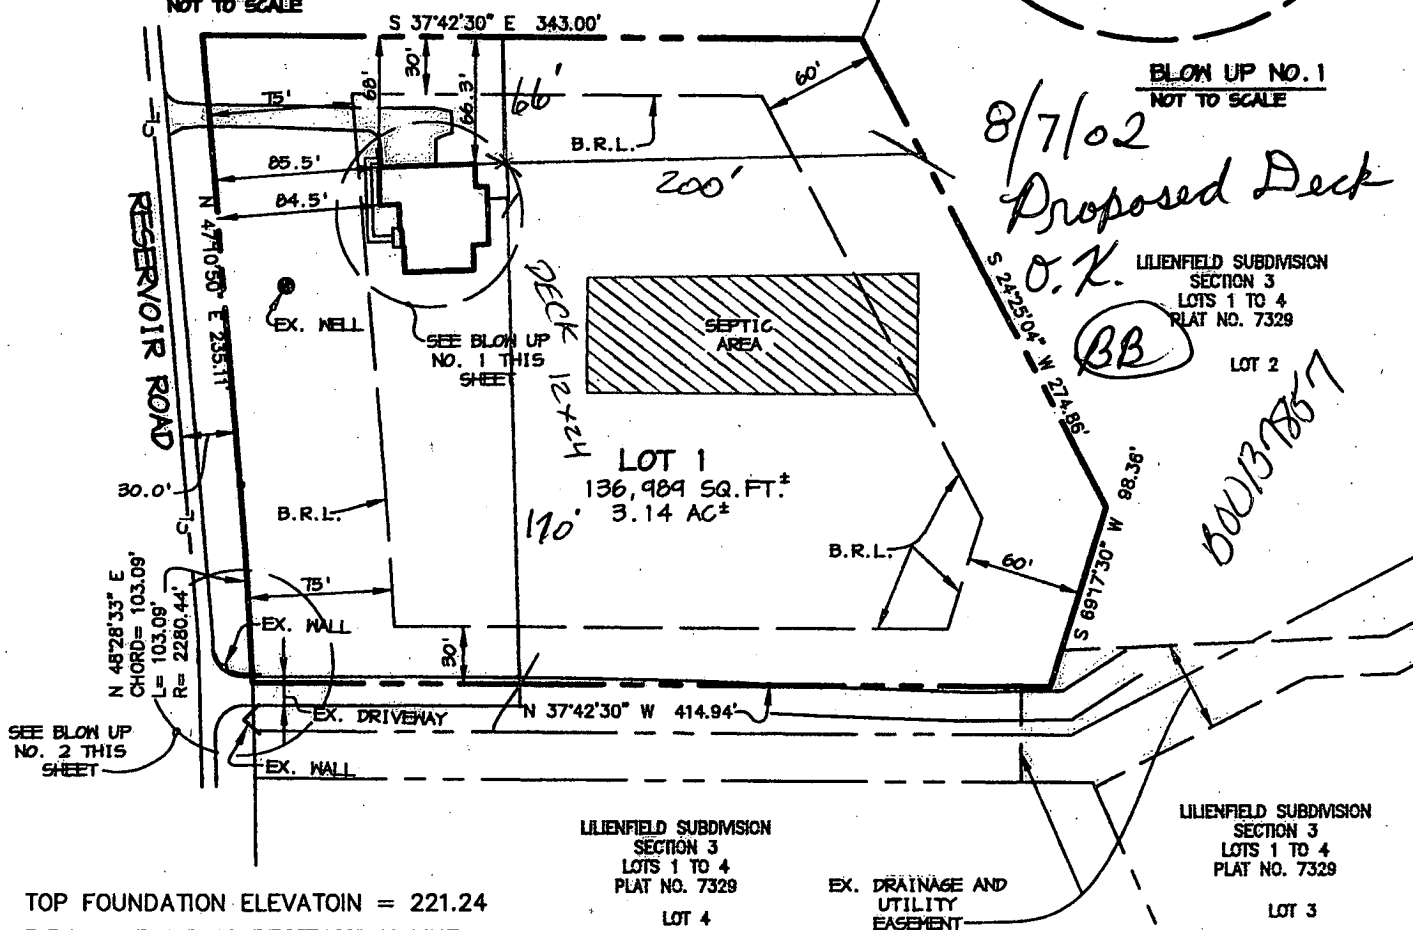 NOT TO SCALE
S 37°42'30" E 343.00'
BLOW UP NO. 1
NOT TO SCALE
8/7/02
Proposed Deck
O.K.
BB
B00137857
LILIENFIELD SUBDIVISION
SECTION 3
LOTS 1 TO 4
PLAT NO. 7329
LOT 2
75'
68'
30'
66.3'
66'
60'
B.R.L.
85.5'
84.5'
200'
RESERVOIR ROAD
N 47°10'50" E 235.11'
EX. WELL
SEE BLOW UP
NO. 1 THIS
SHEET
DECK 12x24
SEPTIC
AREA
S 24°25'04" W 274.86'
LOT 1
136,989 SQ.FT.±
3.14 AC±
30.0'
B.R.L.
170'
B.R.L.
60'
S 69°17'30" W 98.36'
N 48°28'33" E
CHORD= 103.09'
L= 103.09'
R= 2280.44'
75'
EX. WALL
30'
EX. DRIVEWAY
N 37°42'30" W 414.94'
SEE BLOW UP
NO. 2 THIS
SHEET
EX. WALL
LILIENFIELD SUBDIVISION
SECTION 3
LOTS 1 TO 4
PLAT NO. 7329
LOT 4
EX. DRAINAGE AND
UTILITY
EASEMENT
LILIENFIELD SUBDIVISION
SECTION 3
LOTS 1 TO 4
PLAT NO. 7329
LOT 3
TOP FOUNDATION ELEVATOIN = 221.24